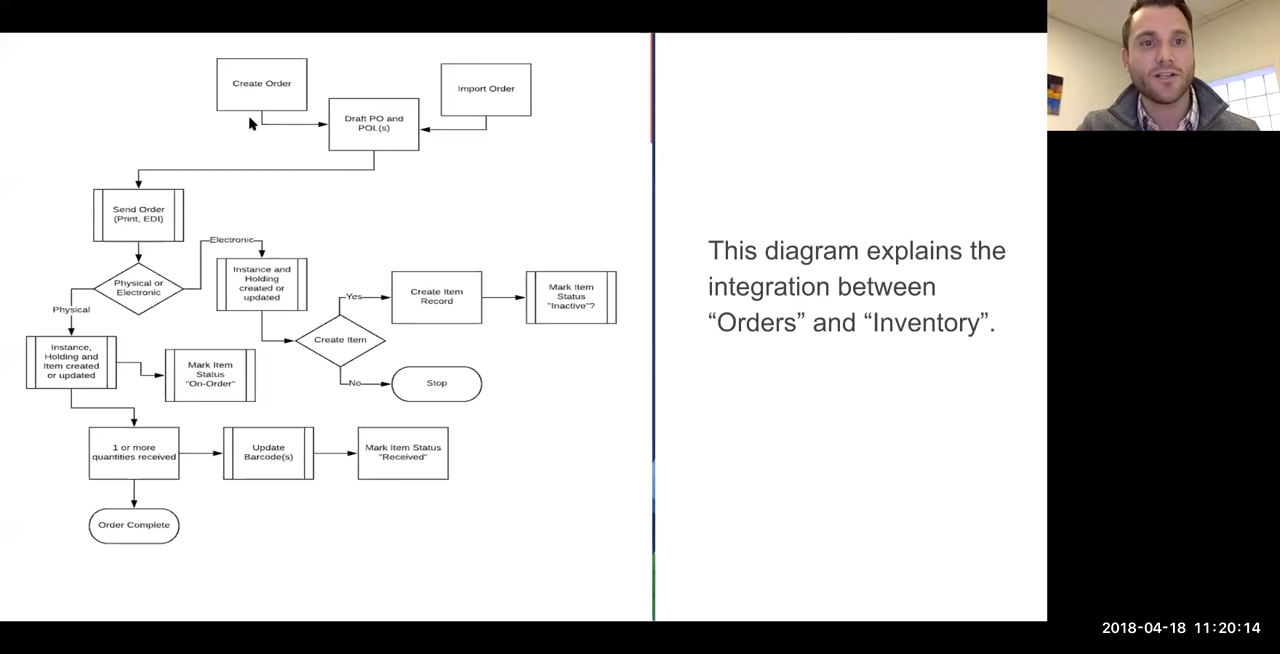 Create Order
Import Order
Draft PO and
POL(s)
Send Order
(Print, EDI)
Electronic
Physical or
Electronic
Instance and
Holding
created or
updated
Yes
Create Item
Record
Mark Item
Status
"Inactive"?
Physical
Create Item
Instance,
Holding and
Item created
or updated
Mark Item
Status
"On-Order"
No
Stop
1 or more
quantities received
Update
Barcode(s)
Mark Item Status
"Received"
Order Complete
This diagram explains the
integration between
“Orders” and “Inventory”.
2018-04-18 11:20:14